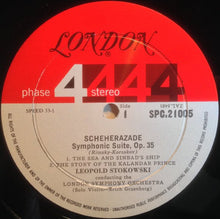 LONDON
phase 4 stereo
SPC.21005
SPEED 33⅓
Side 1
SCHEHERAZADE
Symphonic Suite, Op. 35
(Rimsky-Korsakov)
1. THE SEA AND SINBAD'S SHIP
2. THE STORY OF THE KALANDAR PRINCE
LEOPOLD STOKOWSKI
conducting the
LONDON SYMPHONY ORCHESTRA
(Solo Violin—Erich Gruenberg)